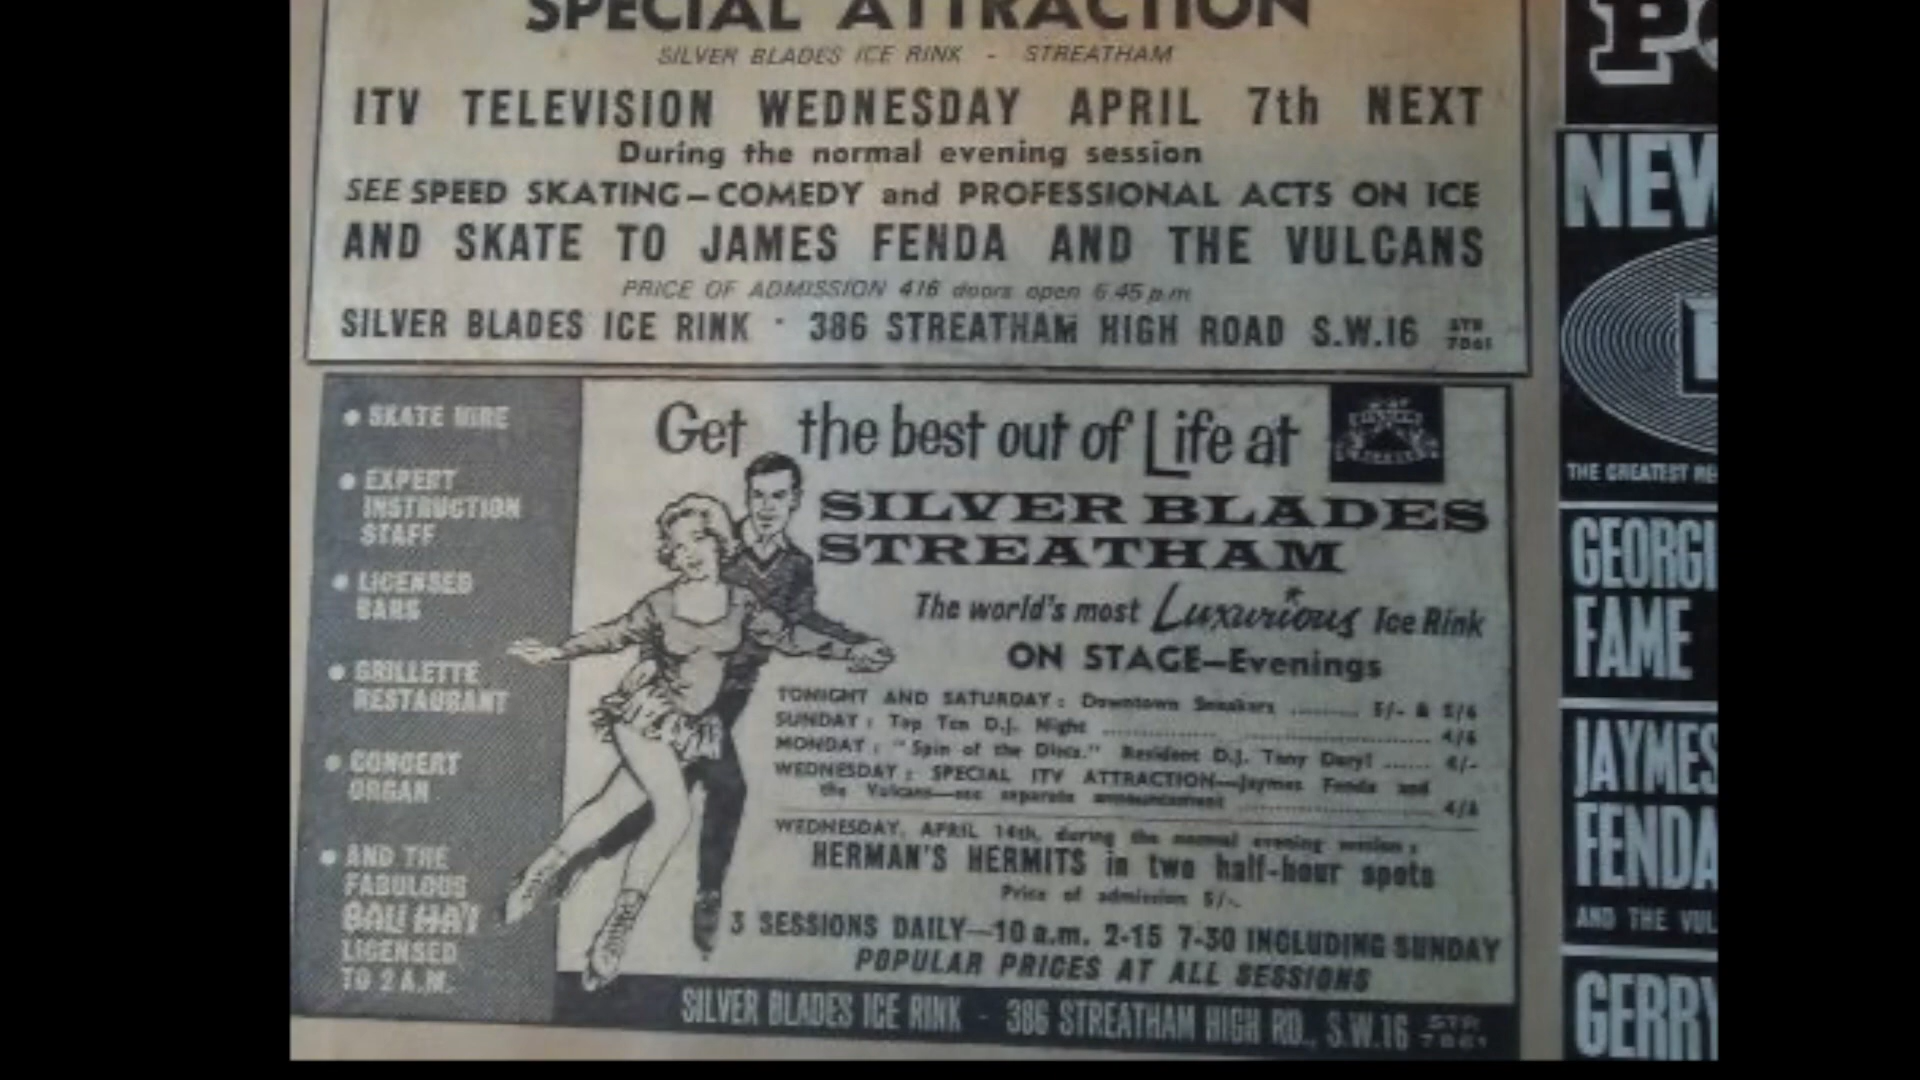 SPECIAL ATTRACTION
SILVER BLADES ICE RINK - STREATHAM
ITV TELEVISION WEDNESDAY APRIL 7th NEXT
During the normal evening session
SEE SPEED SKATING-COMEDY and PROFESSIONAL ACTS ON ICE
AND SKATE TO JAMES FENDA AND THE VULCANS
PRICE OF ADMISSION 4/6 doors open 6.45 p.m
SILVER BLADES ICE RINK · 386 STREATHAM HIGH ROAD S.W.16 STR 7861
Get the best out of Life at
SILVER BLADES
STREATHAM
The world's most Luxurious Ice Rink
ON STAGE-Evenings
TONIGHT AND SATURDAY: Downtown Sneakers ........ 5/- & 5/6
SUNDAY: Top Ten D.J. Night ........ 4/6
MONDAY: "Spin of the Discs." Resident D.J. Tony Daryl ...... 4/-
WEDNESDAY: SPECIAL ITV ATTRACTION-Jaymes Fenda and
the Vulcans-see separate announcement ........ 4/6
WEDNESDAY, APRIL 14th, during the normal evening session:
HERMAN'S HERMITS in two half-hour spots
Price of admission 5/-.
3 SESSIONS DAILY-10 a.m. 2-15 7-30 INCLUDING SUNDAY
POPULAR PRICES AT ALL SESSIONS
SILVER BLADES ICE RINK - 386 STREATHAM HIGH RD., S.W.16 STR 7861
• SKATE HIRE
• EXPERT
INSTRUCTION
STAFF
• LICENSED
BARS
• GRILLETTE
RESTAURANT
• CONCERT
ORGAN
• AND THE
FABULOUS
BALI HA'I
LICENSED
TO 2 A.M.
NEW
THE GREATEST RE
GEORGI
FAME
JAYMES
FENDA
AND THE VUL
GERRY